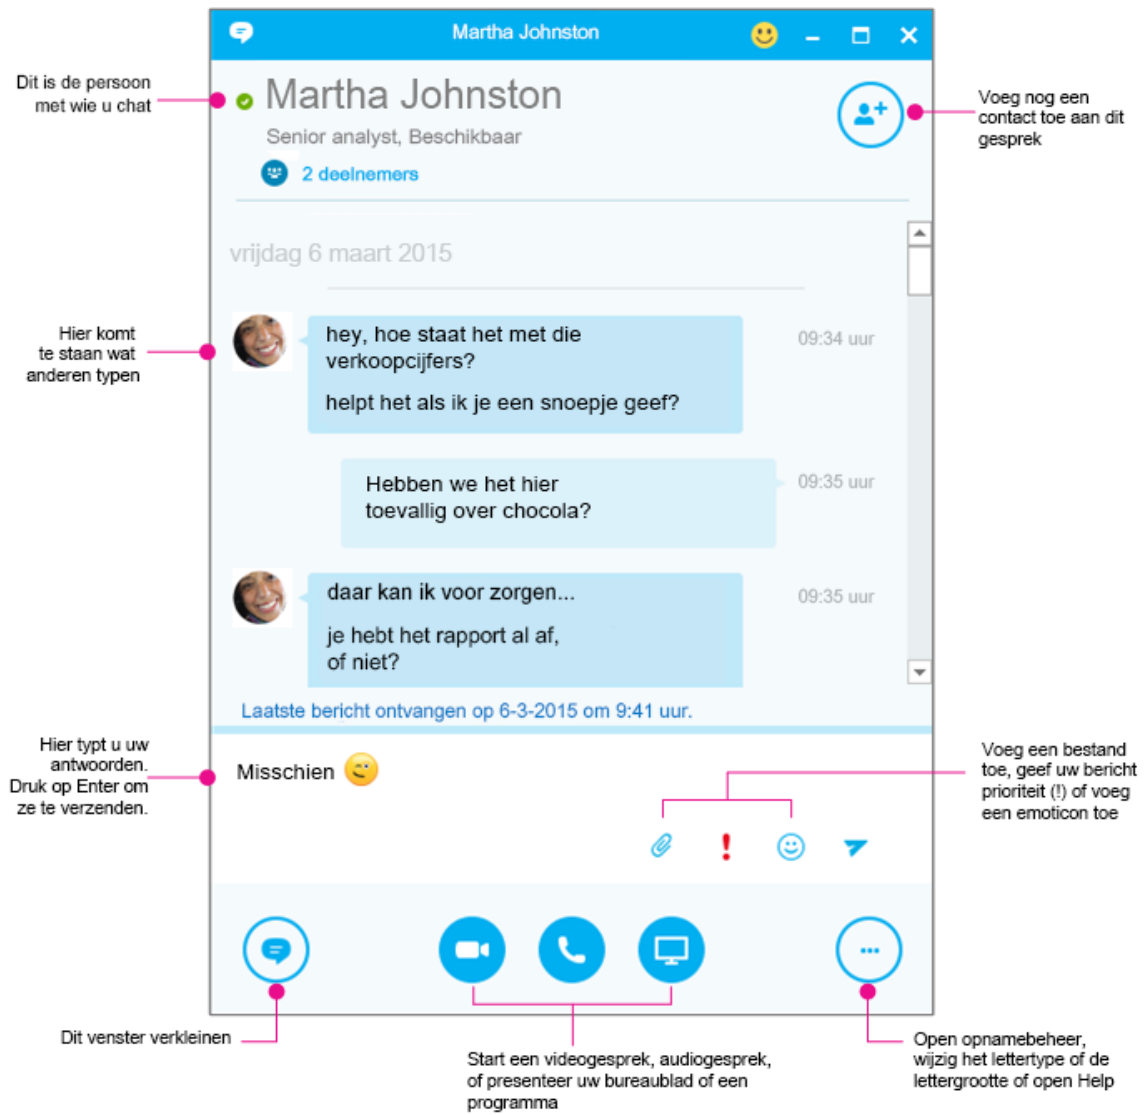 Martha Johnston
Dit is de persoon
met wie u chat
Martha Johnston
Senior analyst, Beschikbaar
2 deelnemers
Voeg nog een
contact toe aan dit
gesprek
vrijdag 6 maart 2015
Hier komt
te staan wat
anderen typen
hey, hoe staat het met die
verkoopcijfers?
helpt het als ik je een snoepje geef?
09:34 uur
Hebben we het hier
toevallig over chocola?
09:35 uur
daar kan ik voor zorgen...
je hebt het rapport al af,
of niet?
09:35 uur
Laatste bericht ontvangen op 6-3-2015 om 9:41 uur.
Hier typt u uw
antwoorden.
Druk op Enter om
ze te verzenden.
Misschien
Voeg een bestand
toe, geef uw bericht
prioriteit (!) of voeg
een emoticon toe
Dit venster verkleinen
Start een videogesprek, audiogesprek,
of presenteer uw bureaublad of een
programma
Open opnamebeheer,
wijzig het lettertype of de
lettergrootte of open Help